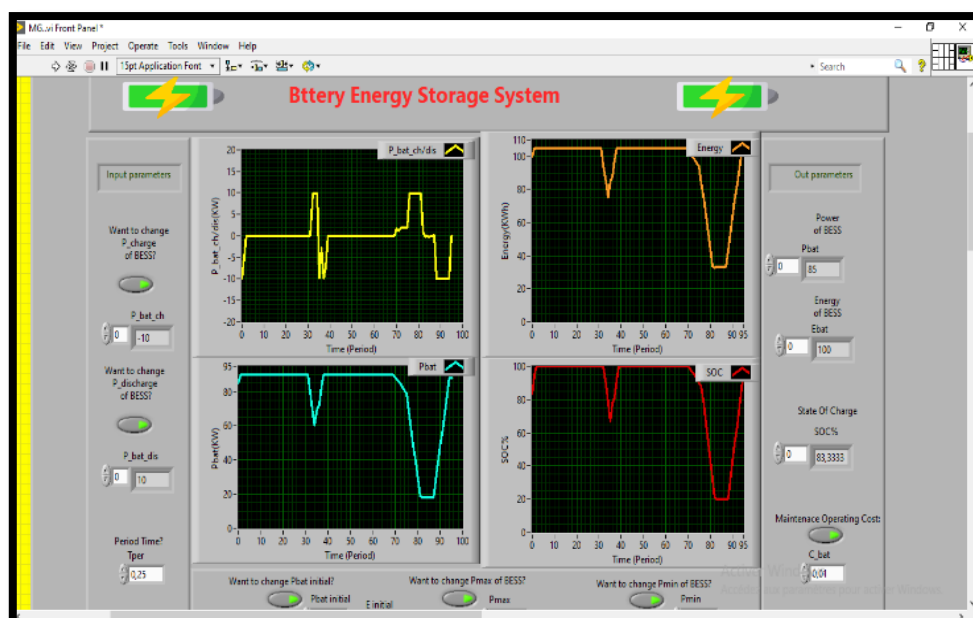 MG..vi Front Panel *
File Edit View Project Operate Tools Window Help
15pt Application Font
Search
Bttery Energy Storage System
Input parameters
Want to change
P_charge
of BESS?
P_bat_ch
0 -10
Want to change
P_discharge
of BESS?
P_bat_dis
0 10
Period Time?
Tper
0,25
P_bat_ch/dis
P_bat_ch/dis(KW)
20
15
10
5
0
-5
-10
-15
-20
0 10 20 30 40 50 60 70 80 90 100
Time (Period)
Energy
Energy(KWh)
110
100
80
60
40
20
0
0 10 20 30 40 50 60 70 80 90 95
Time (Period)
Pbat
Pbat(KW)
95
80
60
40
20
0
0 10 20 30 40 50 60 70 80 90 100
Time (Period)
SOC
SOC%
100
80
60
40
20
0
0 10 20 30 40 50 60 70 80 90 95
Time (Period)
Out parameters
Power
of BESS
Pbat
0 85
Energy
of BESS
Ebat
0 100
State Of Charge
SOC%
0 83,3333
Maintenace Operating Cost:
C_bat
0,04
Want to change Pbat initial?
Pbat initial
E initial
Want to change Pmax of BESS?
Pmax
Want to change Pmin of BESS?
Pmin